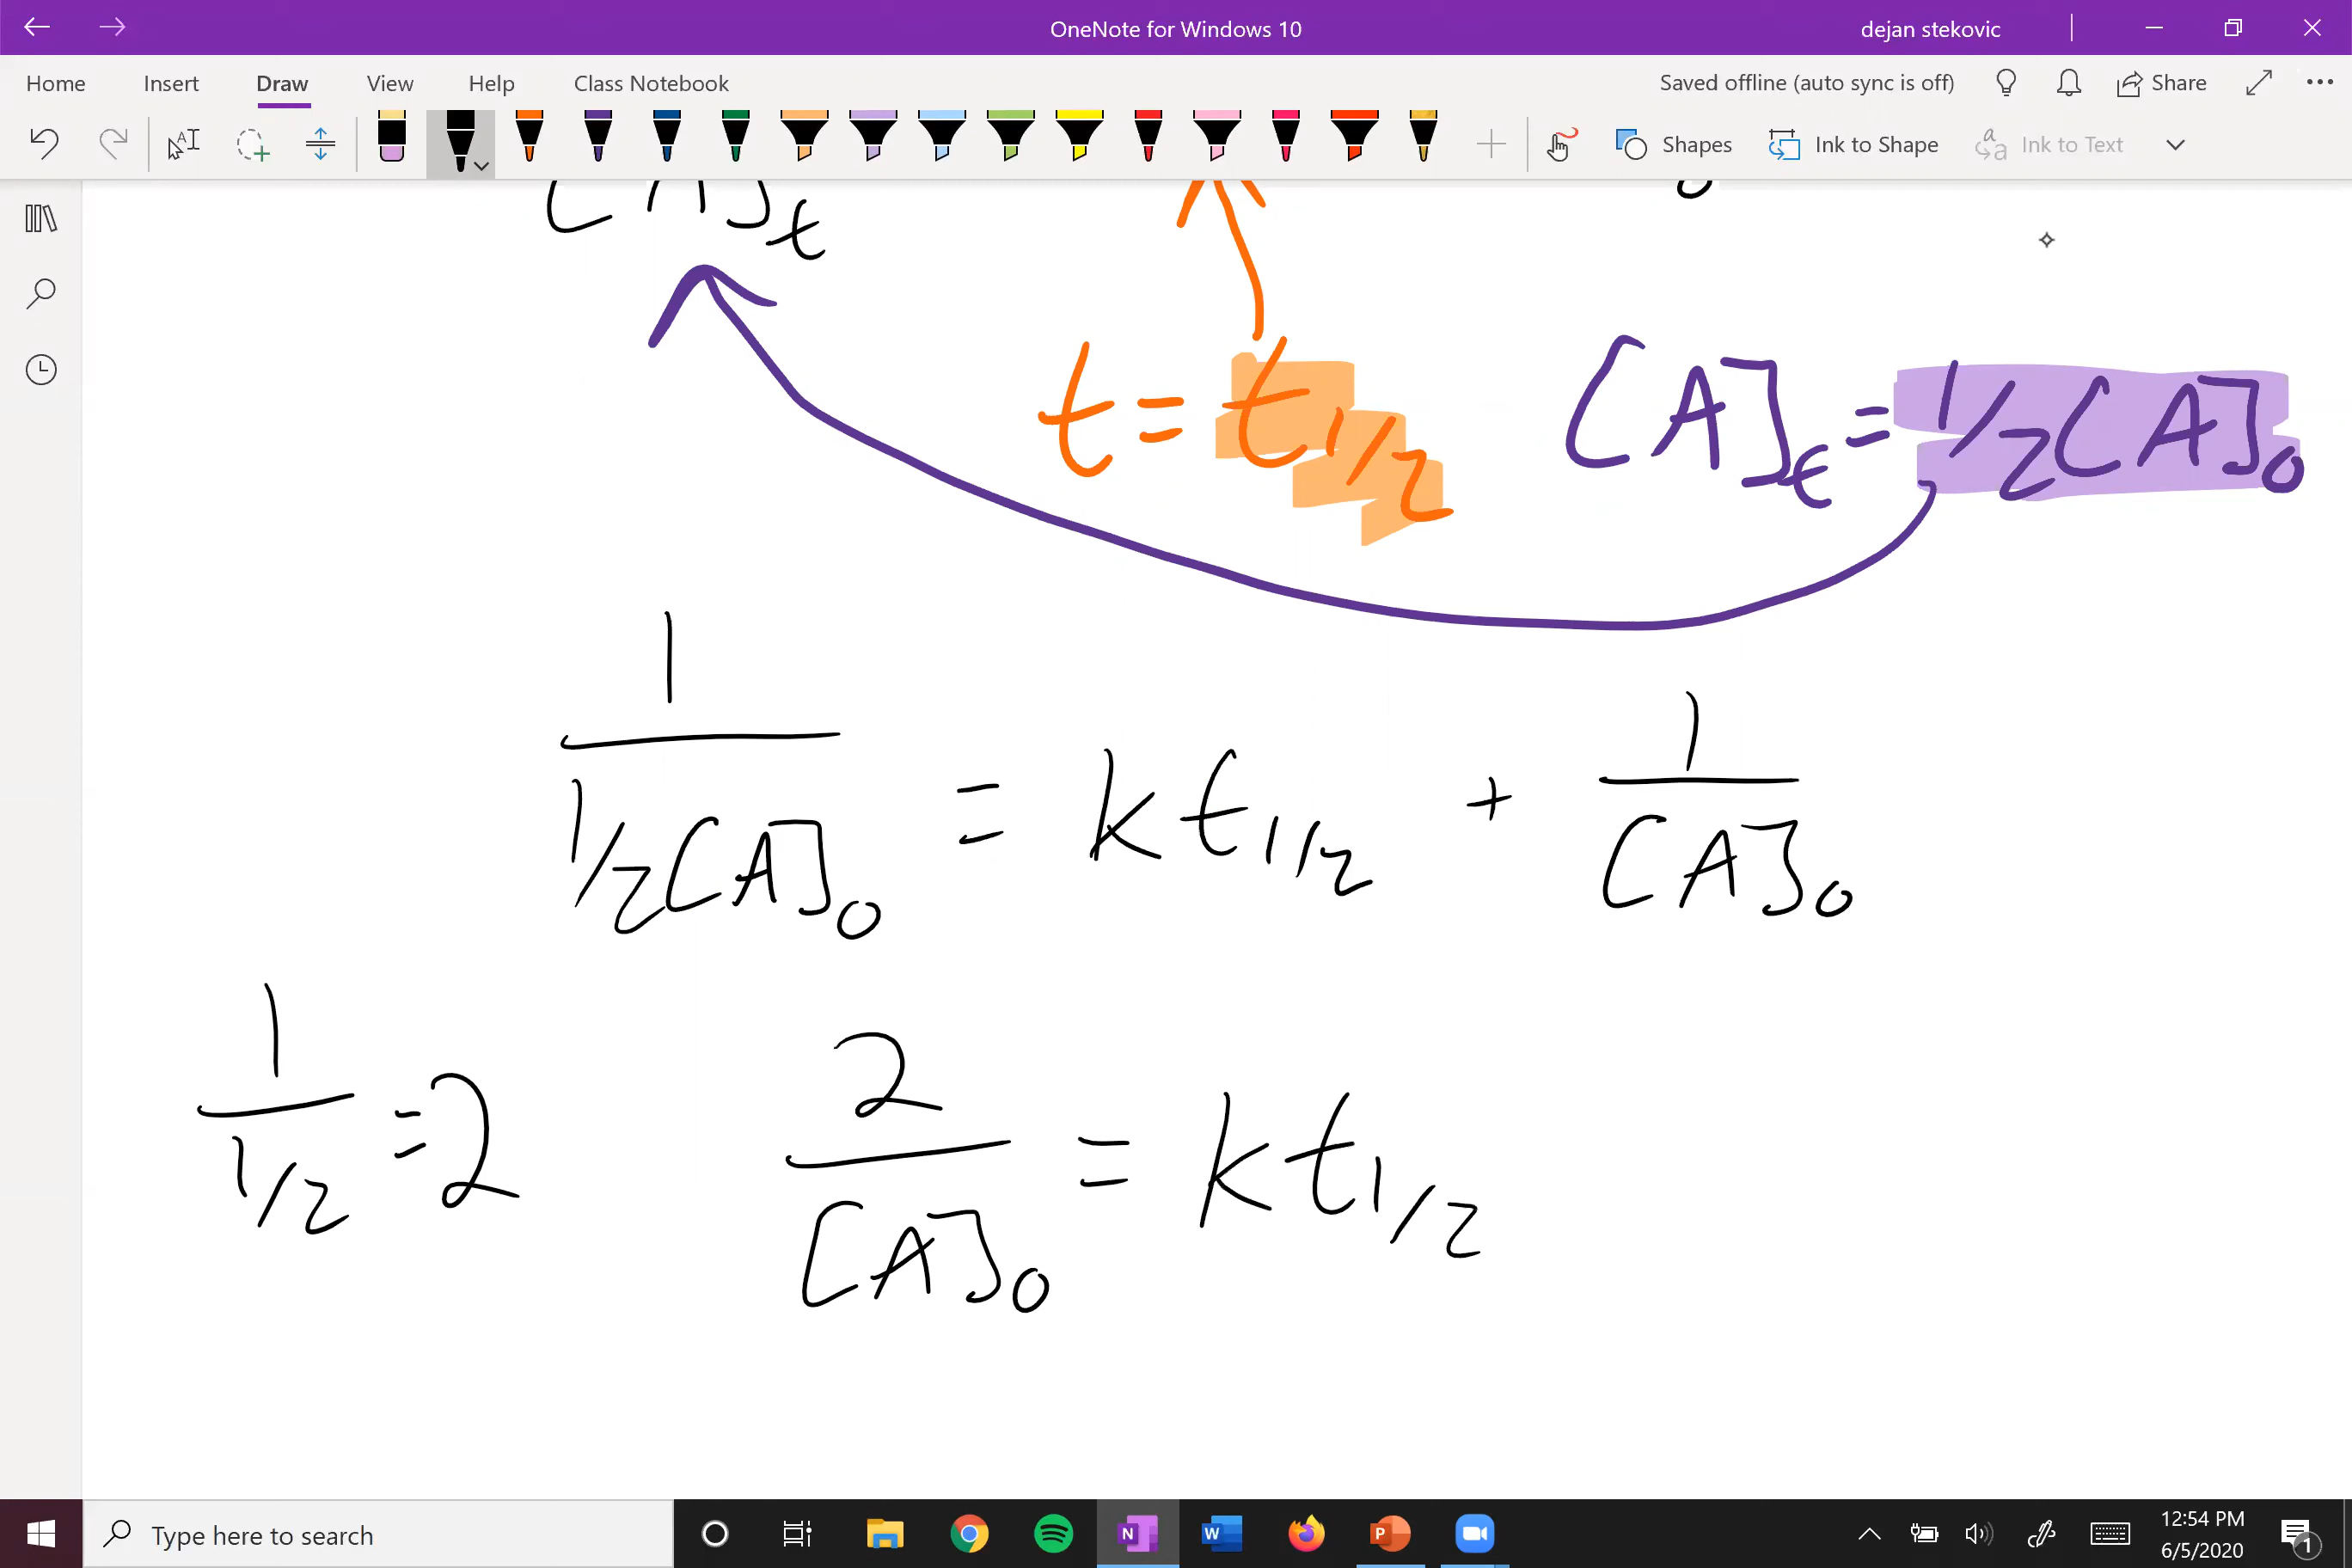 OneNote for Windows 10 dejan stekovic
Home Insert Draw View Help Class Notebook Saved offline (auto sync is off) Share
Shapes Ink to Shape Ink to Text
[A]t
t = t1/2 [A]t = 1/2[A]0
1
1/2[A]0 = kt1/2 + 1
[A]0
1
1/2 = 2
2
[A]0 = kt1/2
Type here to search
12:54 PM
6/5/2020
1